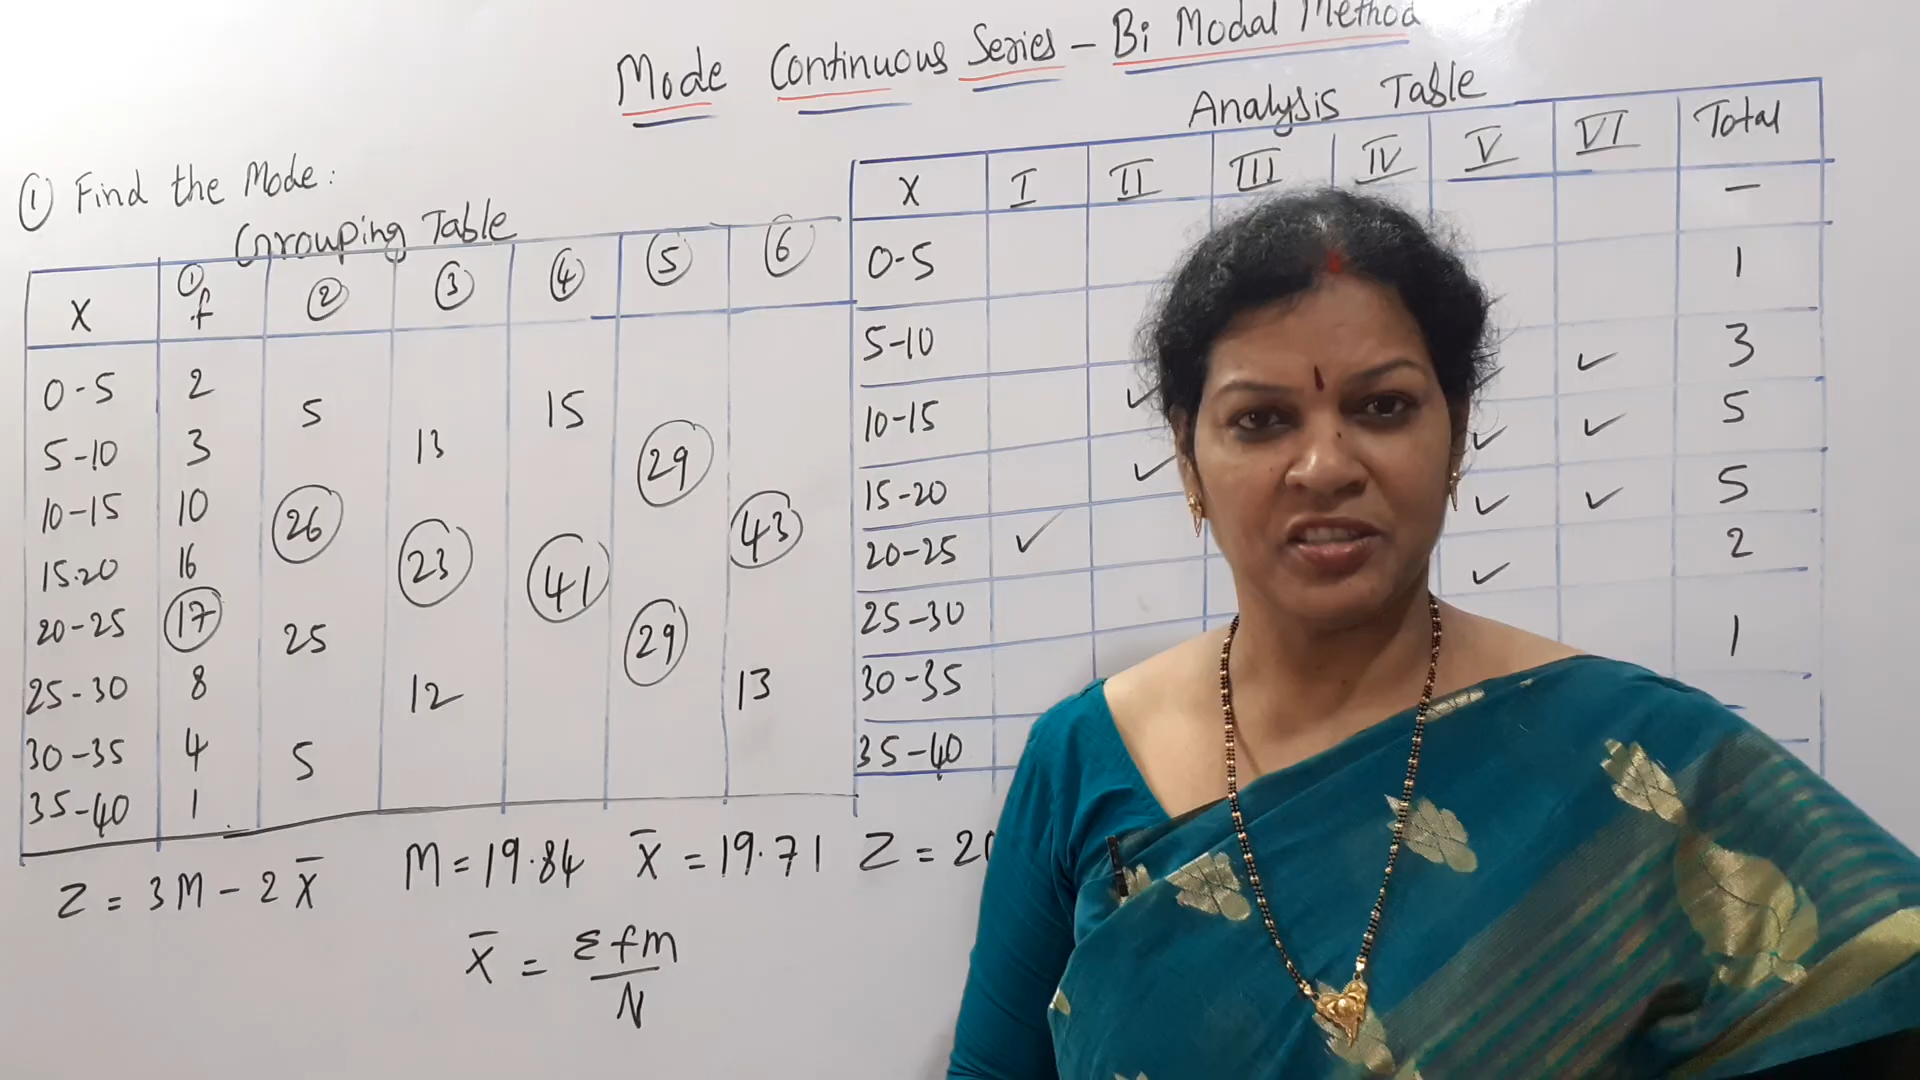 Mode Continuous Series - Bi Modal Method
① Find the Mode:
Grouping Table
X ① f ② ③ ④ ⑤ ⑥
0-5 2
5 15
5-10 3 13 29
10-15 10 26 43
15-20 16 23 41
20-25 17 25 29
25-30 8 12 13
30-35 4 5
35-40 1
Analysis Table
X I II III IV V VI Total
—
0-5 1
5-10 ✓ 3
10-15 ✓ ✓ ✓ 5
15-20 ✓ ✓ ✓ 5
20-25 ✓ ✓ 2
25-30 1
30-35
35-40
Z = 3M - 2X̄ M = 19.84 X̄ = 19.71 Z = 20
X̄ = Σfm
N